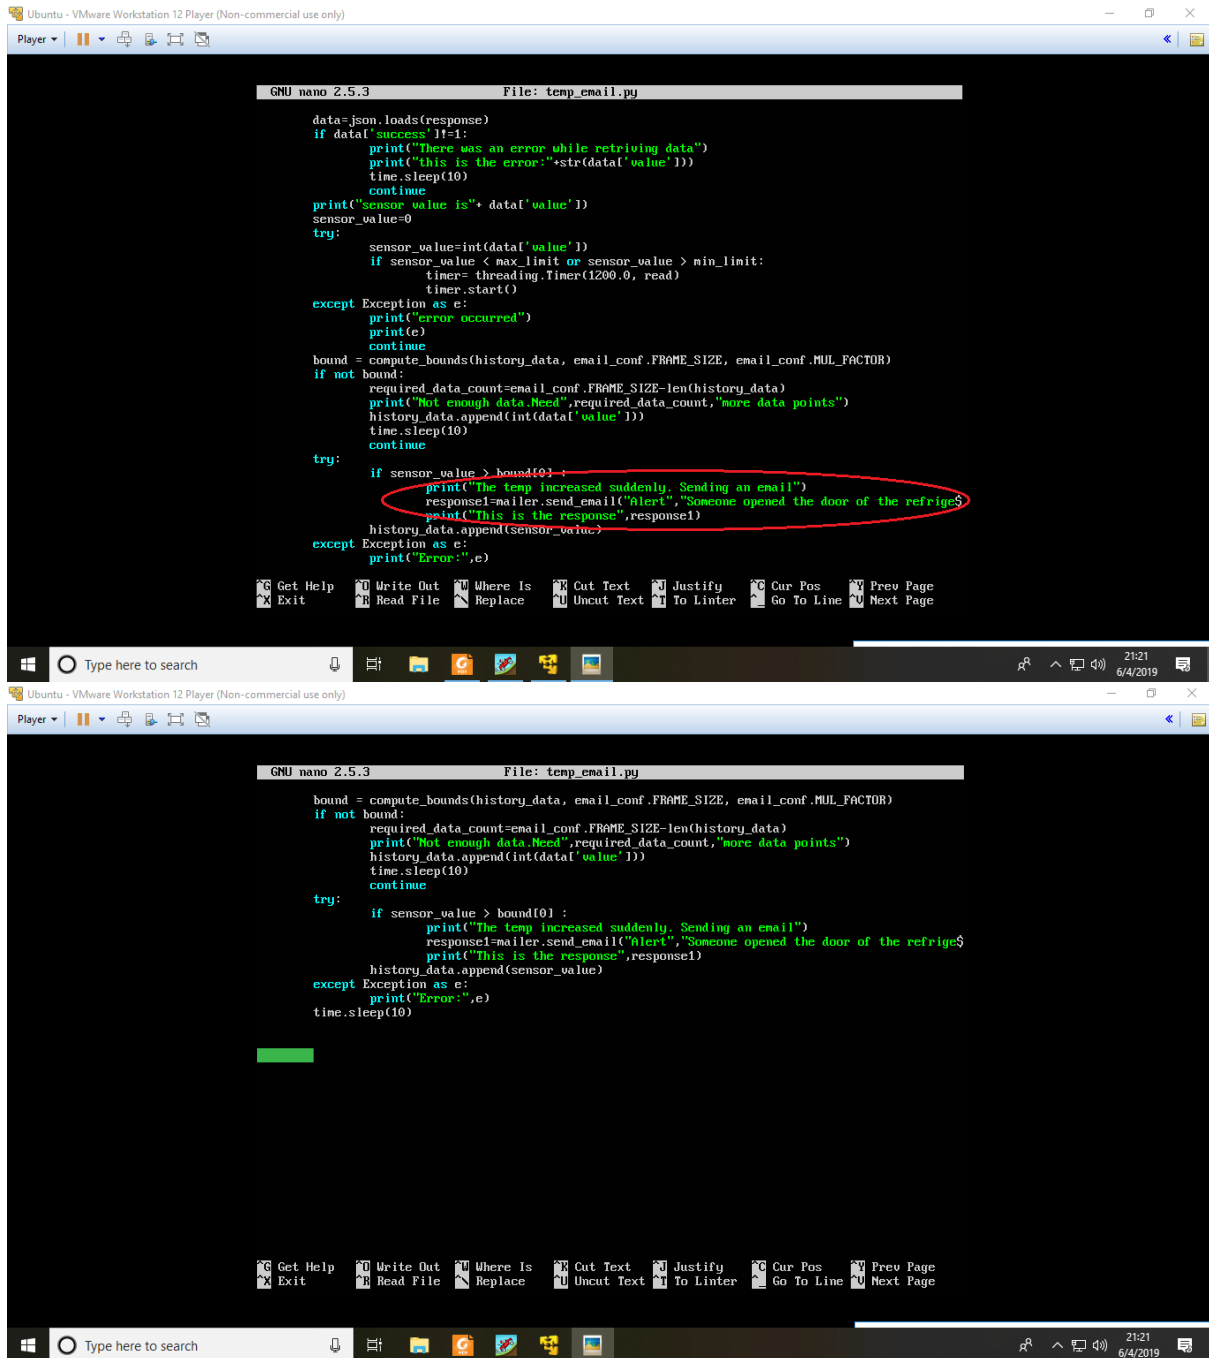 Ubuntu - VMware Workstation 12 Player (Non-commercial use only)
Player
GNU nano 2.5.3 File: temp_email.py
data=json.loads(response)
if data['success']!=1:
print("There was an error while retriving data")
print("this is the error:"+str(data['value']))
time.sleep(10)
continue
print("sensor value is"+ data['value'])
sensor_value=0
try:
sensor_value=int(data['value'])
if sensor_value < max_limit or sensor_value > min_limit:
timer= threading.Timer(1200.0, read)
timer.start()
except Exception as e:
print("error occurred")
print(e)
continue
bound = compute_bounds(history_data, email_conf.FRAME_SIZE, email_conf.MUL_FACTOR)
if not bound:
required_data_count=email_conf.FRAME_SIZE-len(history_data)
print("Not enough data.Need",required_data_count,"more data points")
history_data.append(int(data['value']))
time.sleep(10)
continue
try:
if sensor_value > bound[0] :
print("The temp increased suddenly. Sending an email")
response1=mailer.send_email("Alert","Someone opened the door of the refrige$
print("This is the response",response1)
history_data.append(sensor_value)
except Exception as e:
print("Error:",e)
^G Get Help ^O Write Out ^W Where Is ^K Cut Text ^J Justify ^C Cur Pos ^Y Prev Page
^X Exit ^R Read File ^\ Replace ^U Uncut Text ^T To Linter ^_ Go To Line ^V Next Page
Type here to search
21:21
6/4/2019
Ubuntu - VMware Workstation 12 Player (Non-commercial use only)
Player
GNU nano 2.5.3 File: temp_email.py
bound = compute_bounds(history_data, email_conf.FRAME_SIZE, email_conf.MUL_FACTOR)
if not bound:
required_data_count=email_conf.FRAME_SIZE-len(history_data)
print("Not enough data.Need",required_data_count,"more data points")
history_data.append(int(data['value']))
time.sleep(10)
continue
try:
if sensor_value > bound[0] :
print("The temp increased suddenly. Sending an email")
response1=mailer.send_email("Alert","Someone opened the door of the refrige$
print("This is the response",response1)
history_data.append(sensor_value)
except Exception as e:
print("Error:",e)
time.sleep(10)
^G Get Help ^O Write Out ^W Where Is ^K Cut Text ^J Justify ^C Cur Pos ^Y Prev Page
^X Exit ^R Read File ^\ Replace ^U Uncut Text ^T To Linter ^_ Go To Line ^V Next Page
Type here to search
21:21
6/4/2019